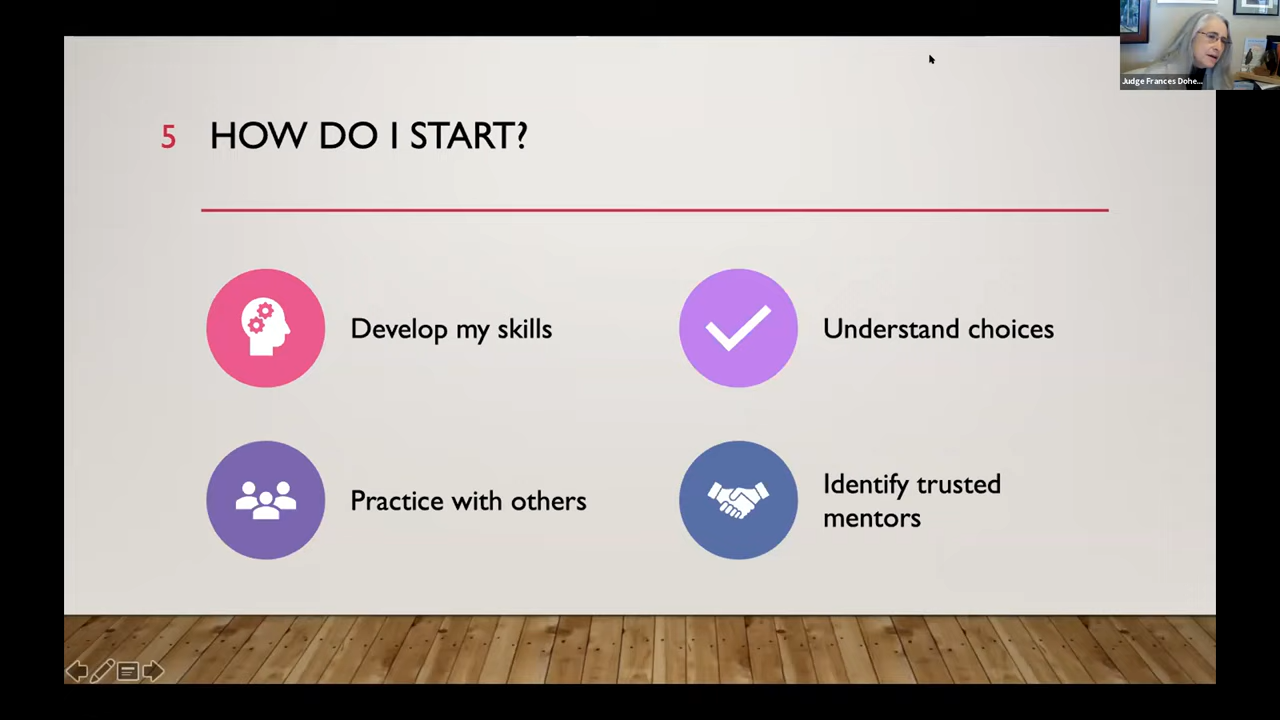 Judge Frances Dohe...
5 HOW DO I START?
Develop my skills
Understand choices
Practice with others
Identify trusted
mentors